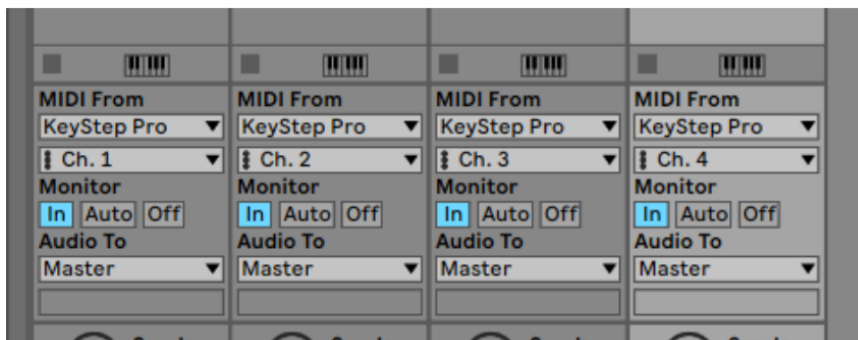 MIDI From MIDI From MIDI From MIDI From
KeyStep Pro KeyStep Pro KeyStep Pro KeyStep Pro
Ch. 1 Ch. 2 Ch. 3 Ch. 4
Monitor Monitor Monitor Monitor
In Auto Off In Auto Off In Auto Off In Auto Off
Audio To Audio To Audio To Audio To
Master Master Master Master